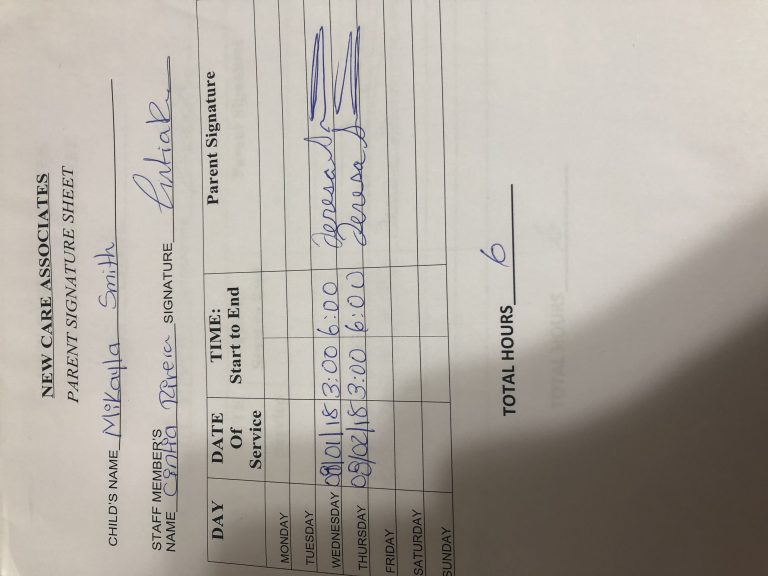 NEW CARE ASSOCIATES
PARENT SIGNATURE SHEET
CHILD'S NAME Mikayla Smith
STAFF MEMBER'S
NAME Cintia Rivera SIGNATURE
DAY DATE Of Service TIME: Start to End Parent Signature
MONDAY
TUESDAY
WEDNESDAY 08/01/18 3:00 6:00 Teresa
THURSDAY 08/02/18 3:00 6:00 Teresa
FRIDAY
SATURDAY
SUNDAY
TOTAL HOURS 6